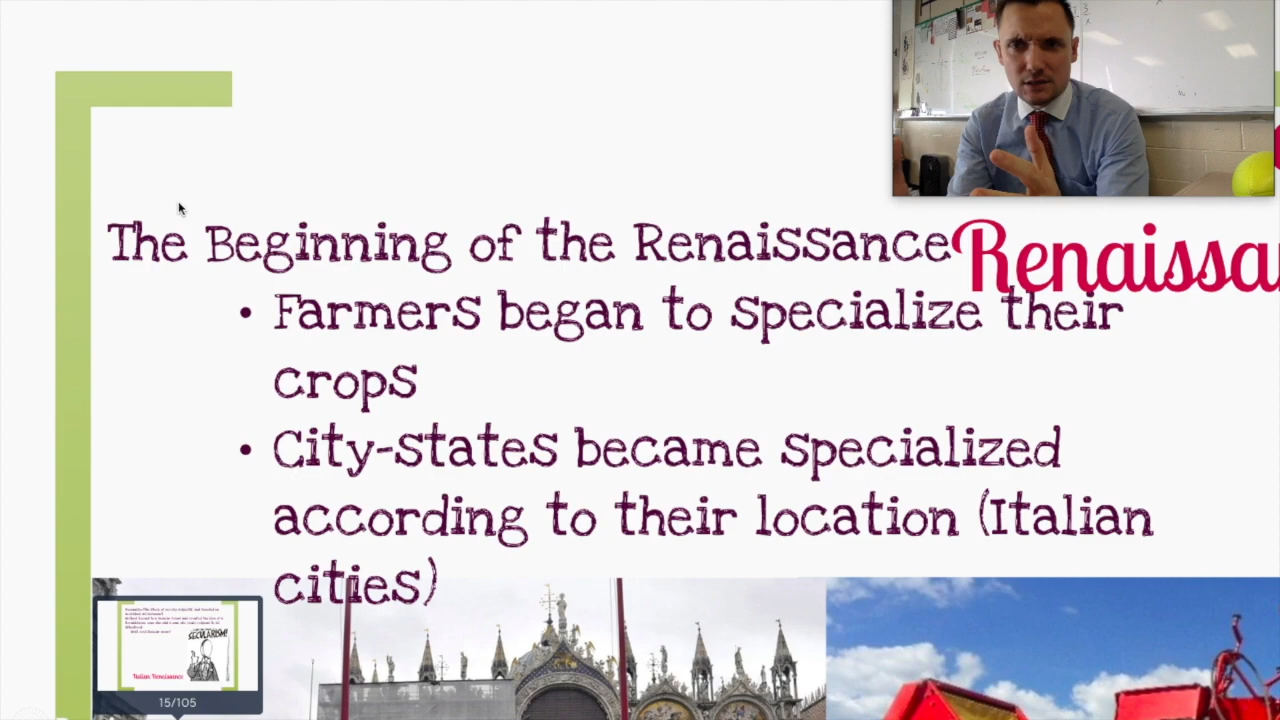 The Beginning of the Renaissance
Renaissa
• Farmers began to specialize their
crops
• City-states became specialized
according to their location (Italian
cities)
SECULARISM!
Italian Renaissance
15/105